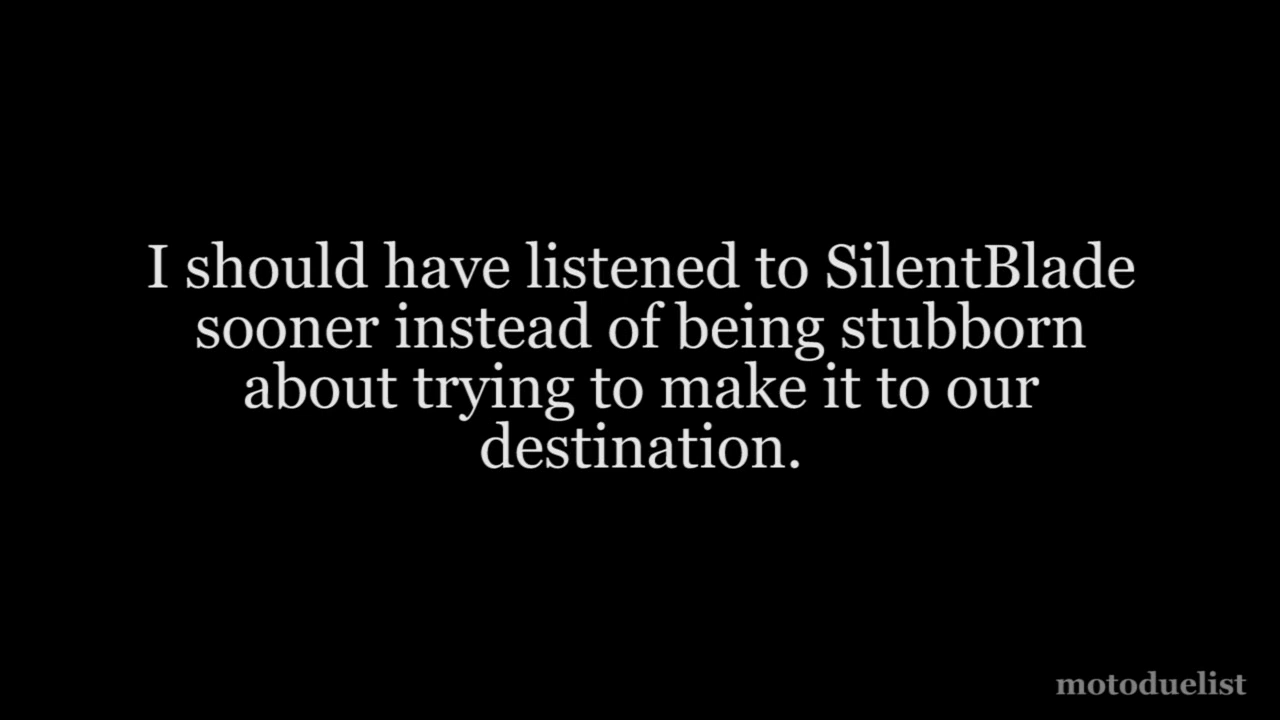 I should have listened to SilentBlade
sooner instead of being stubborn
about trying to make it to our
destination.
motoduelist